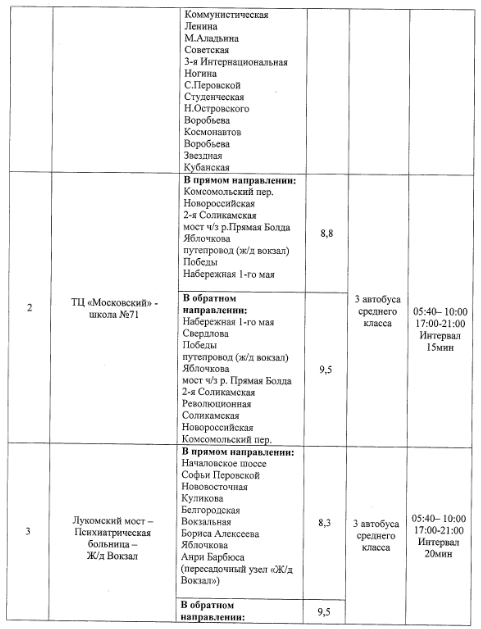 Коммунистическая
Ленина
М.Аладьина
Советская
3-я Интернациональная
Ногина
С.Перовской
Студенческая
Н.Островского
Воробьева
Космонавтов
Воробьева
Звездная
Кубанская
2
ТЦ «Московский» -
школа №71
В прямом направлении:
Комсомольский пер.
Новороссийская
2-я Соликамская
мост ч/з р.Прямая Болда
Яблочкова
путепровод (ж/д вокзал)
Победы
Набережная 1-го мая
8,8
В обратном
направлении:
Набережная 1-го мая
Свердлова
Победы
путепровод (ж/д вокзал)
Яблочкова
мост ч/з р. Прямая Болда
2-я Соликамская
Революционная
Соликамская
Новороссийская
Комсомольский пер.
9,5
3 автобуса
среднего
класса
05:40– 10:00
17:00-21:00
Интервал
15мин
3
Лукомский мост –
Психиатрическая
больница –
Ж/д Вокзал
В прямом направлении:
Началовское шоссе
Софьи Перовской
Нововосточная
Куликова
Белгородская
Вокзальная
Бориса Алексеева
Яблочкова
Анри Барбюса
(пересадочный узел «Ж/д
Вокзал»)
8,3
3 автобуса
среднего
класса
05:40– 10:00
17:00-21:00
Интервал
20мин
В обратном
направлении:
9,5